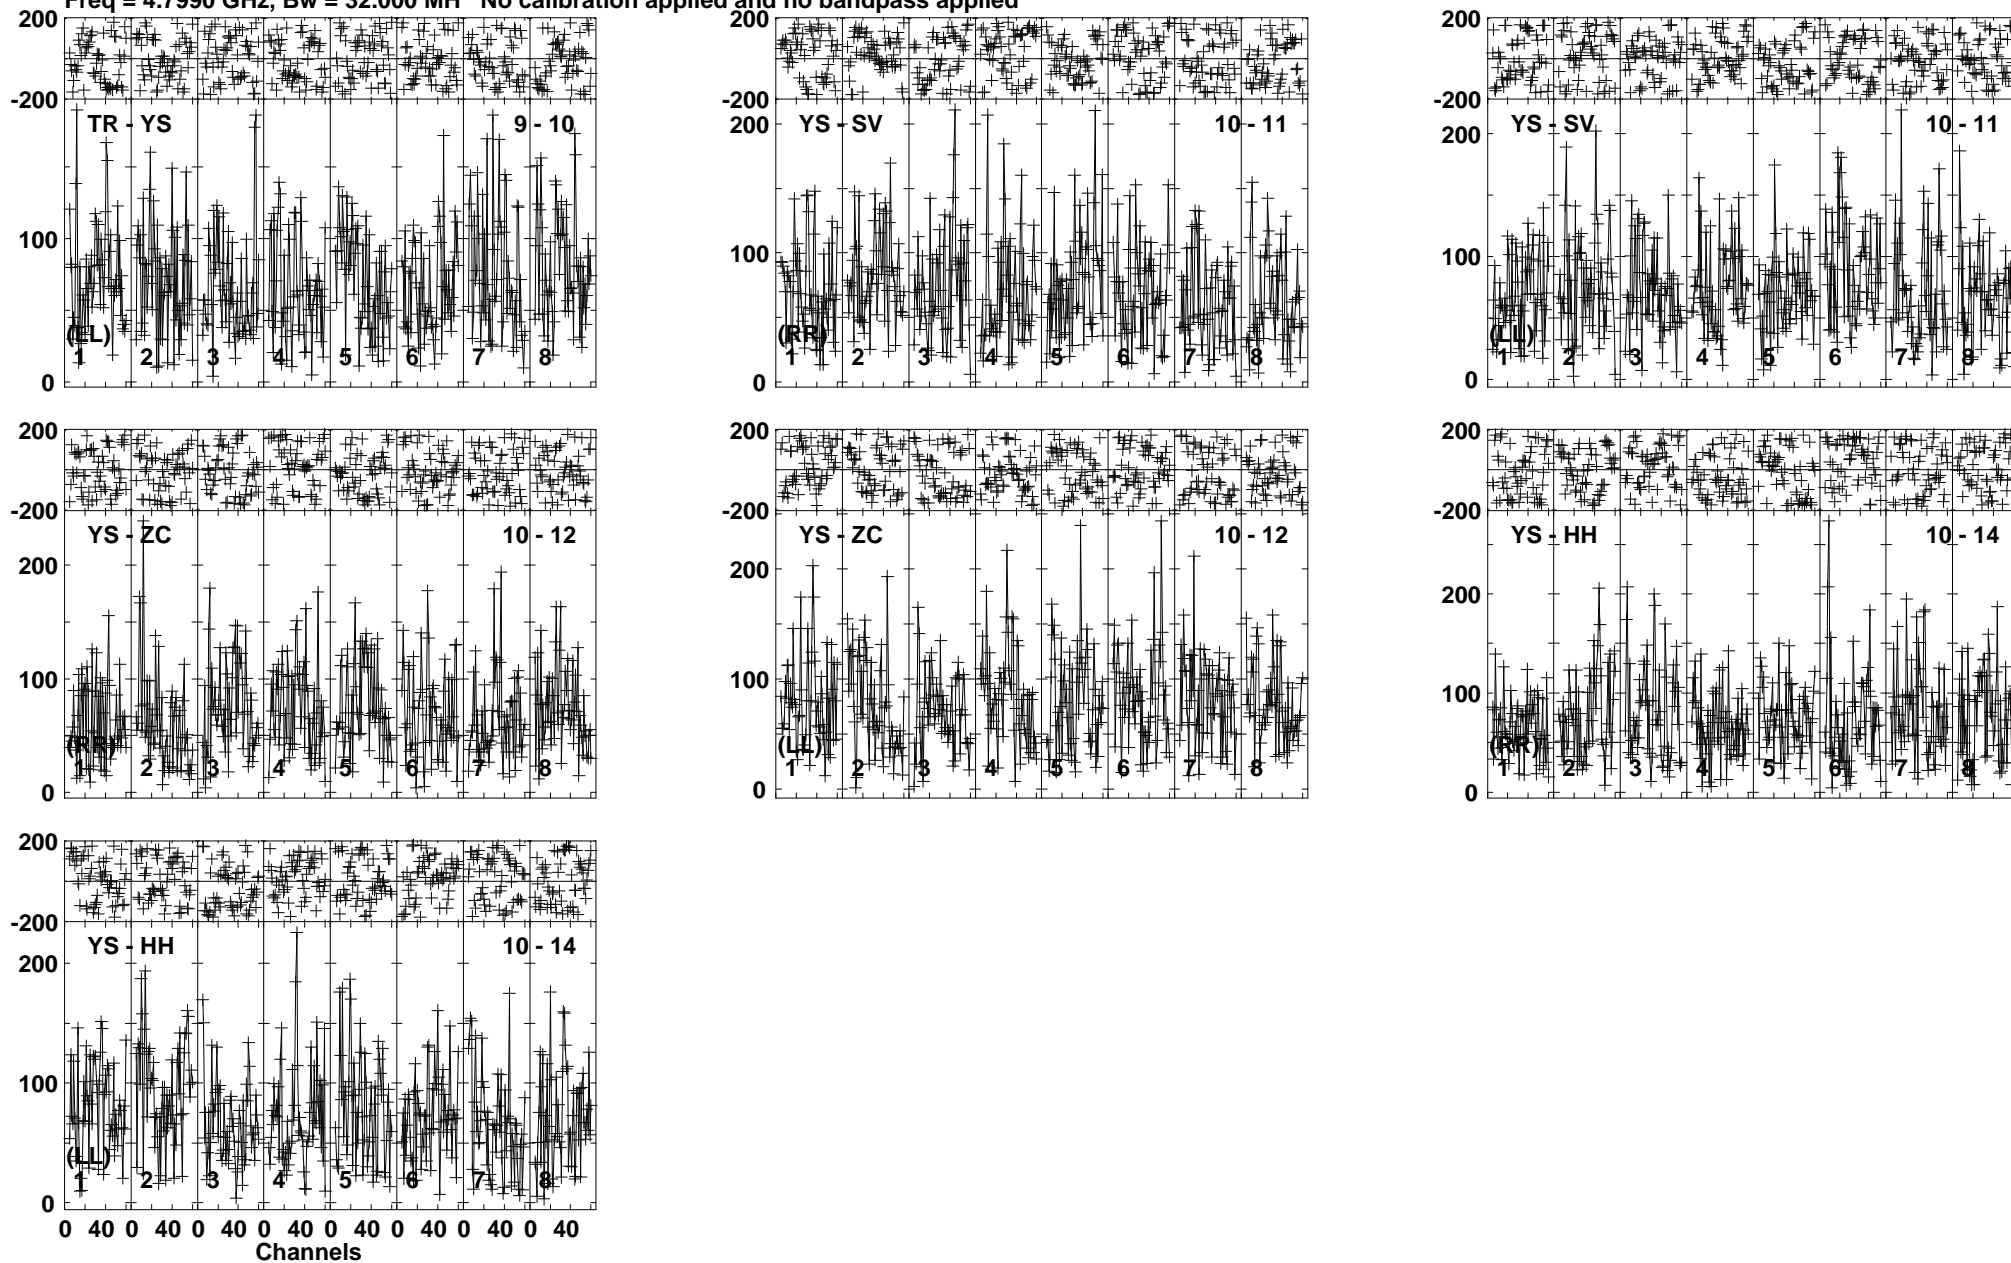 Freq = 4.7990 GHz, Bw = 32.000 MH No calibration applied and no bandpass applied
200 200 200
-200 -200 -200
TR - YS 9 - 10 YS - SV 10 - 11 YS - SV 10 - 11
200 200
100 100 100
(LL) (RR) (LL)
1 2 3 4 5 6 7 8 1 2 3 4 5 6 7 8 1 2 3 4 5 6 7 8
0 0 0
200 200 200
-200 -200 -200
YS - ZC 10 - 12 YS - ZC 10 - 12 YS - HH 10 - 14
200 200 200
100 100 100
(RR) (LL) (RR)
1 2 3 4 5 6 7 8 1 2 3 4 5 6 7 8 1 2 3 4 5 6 7 8
0 0 0
200
-200
YS - HH 10 - 14
200
100
(LL)
1 2 3 4 5 6 7 8
0
0 40 0 40 0 40 0 40 0 40 0 40 0 40 0 40
Channels